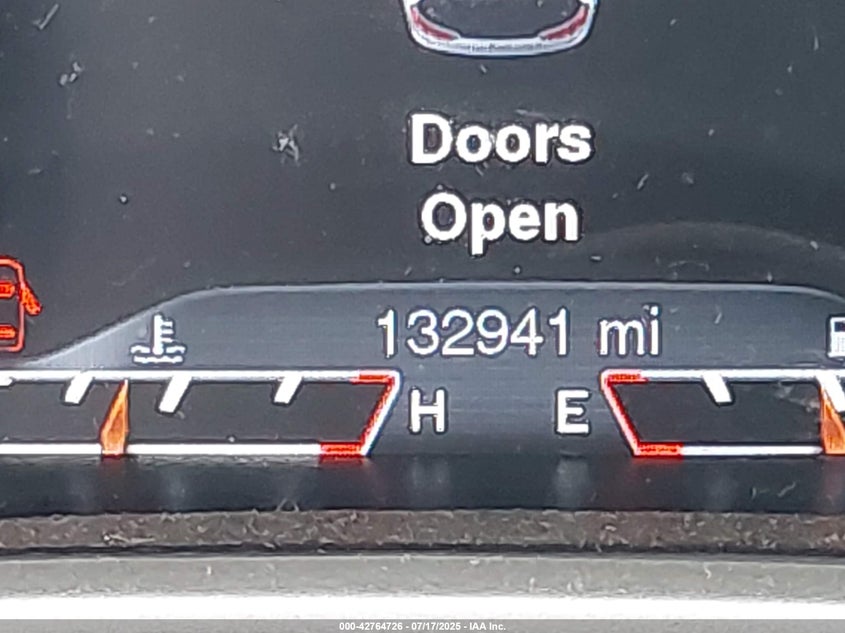 Doors
Open
132941 mi
H E
000-42764726 - 07/17/2025 - IAA Inc.